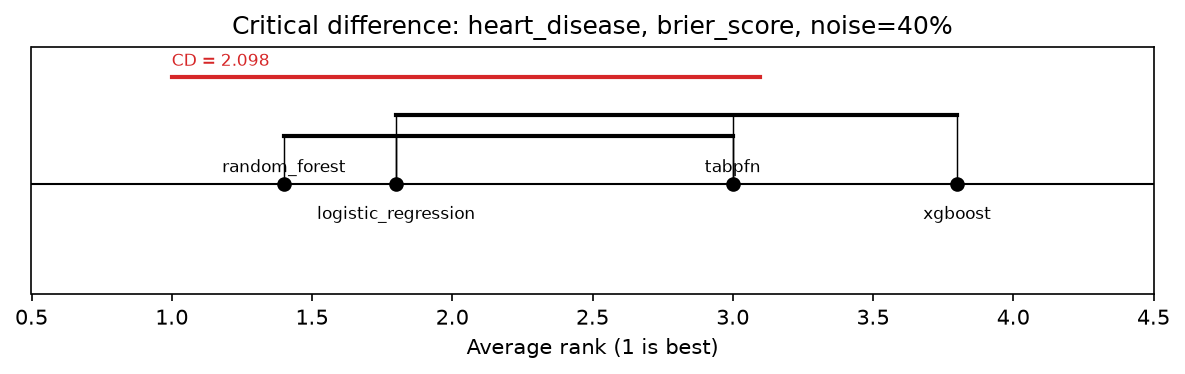 Critical difference: heart_disease, brier_score, noise=40%
CD = 2.098
random_forest
tabpfn
logistic_regression
xgboost
0.5 1.0 1.5 2.0 2.5 3.0 3.5 4.0 4.5
Average rank (1 is best)